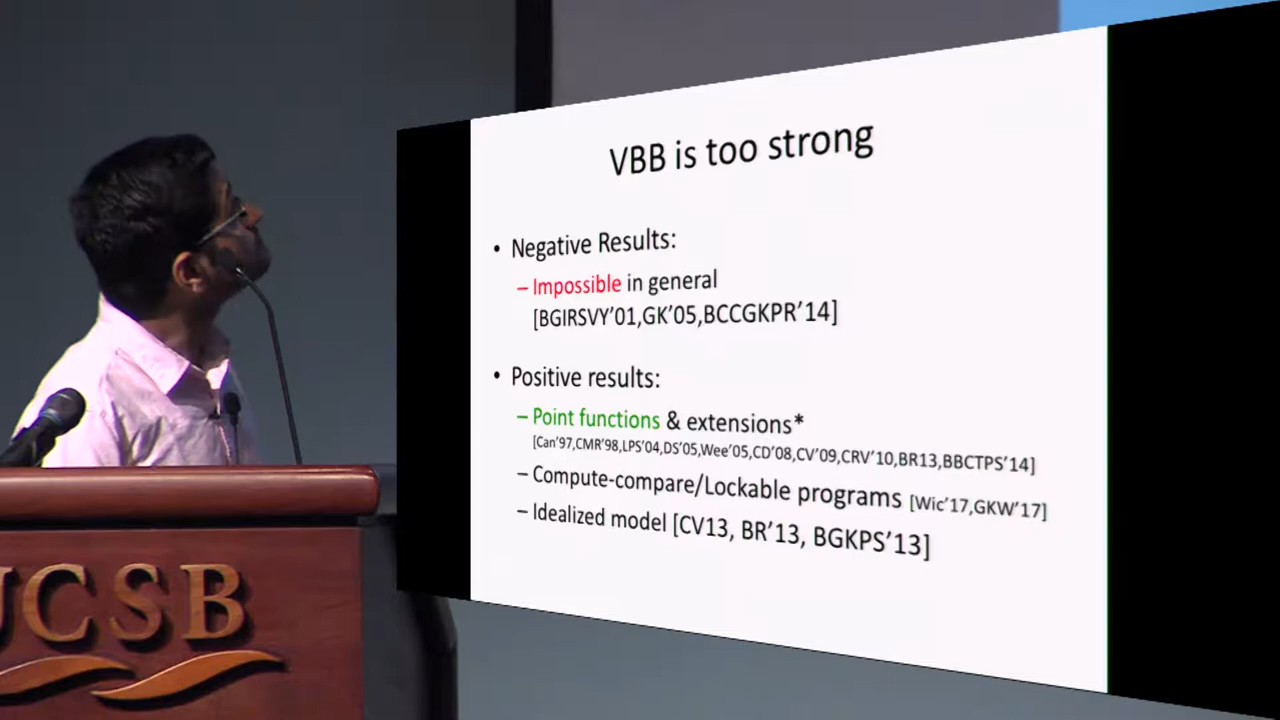 VBB is too strong
• Negative Results:
– Impossible in general
[BGIRSVY’01,GK’05,BCCGKPR’14]
• Positive results:
– Point functions & extensions*
[Can’97,CMR’98,LPS’04,DS’05,Wee’05,CD’08,CV’09,CRV’10,BR13,BBCTPS’14]
– Compute-compare/Lockable programs [Wic’17,GKW’17]
– Idealized model [CV13, BR’13, BGKPS’13]
UCSB